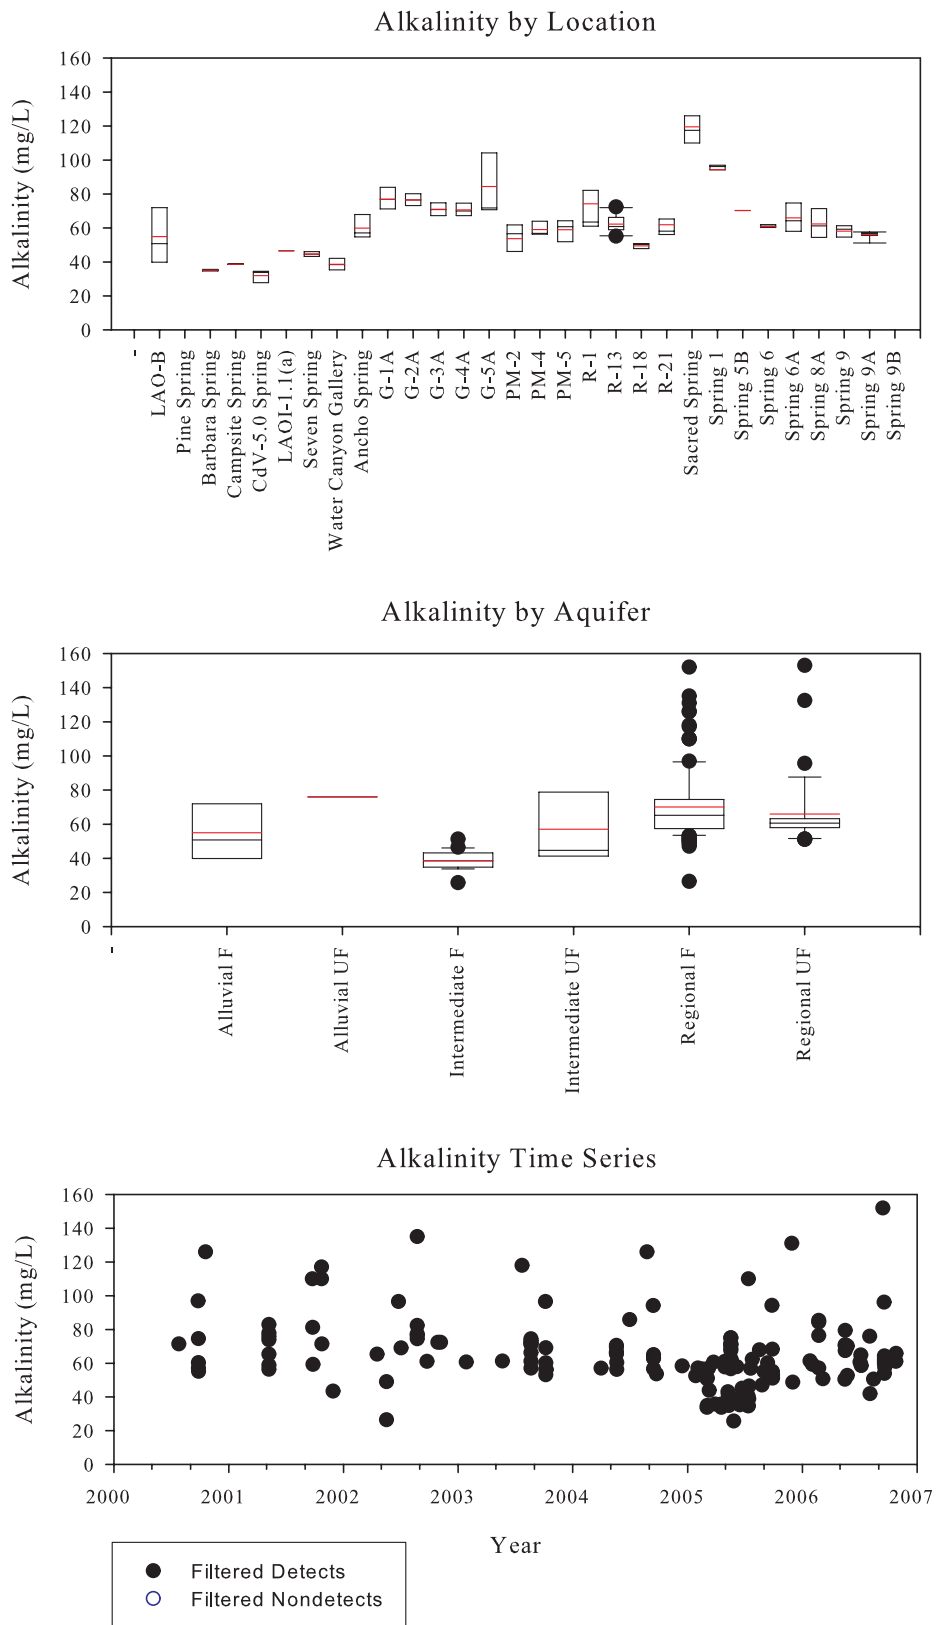 Alkalinity by Location
Alkalinity (mg/L)
160
140
120
100
80
60
40
20
0
-
LAO-B
Pine Spring
Barbara Spring
Campsite Spring
CdV-5.0 Spring
LAOI-1.1(a)
Seven Spring
Water Canyon Gallery
Ancho Spring
G-1A
G-2A
G-3A
G-4A
G-5A
PM-2
PM-4
PM-5
R-1
R-13
R-18
R-21
Sacred Spring
Spring 1
Spring 5B
Spring 6
Spring 6A
Spring 8A
Spring 9
Spring 9A
Spring 9B
Alkalinity by Aquifer
Alkalinity (mg/L)
160
140
120
100
80
60
40
20
0
-
Alluvial F
Alluvial UF
Intermediate F
Intermediate UF
Regional F
Regional UF
Alkalinity Time Series
Alkalinity (mg/L)
160
140
120
100
80
60
40
20
0
2000 2001 2002 2003 2004 2005 2006 2007
Year
Filtered Detects
Filtered Nondetects